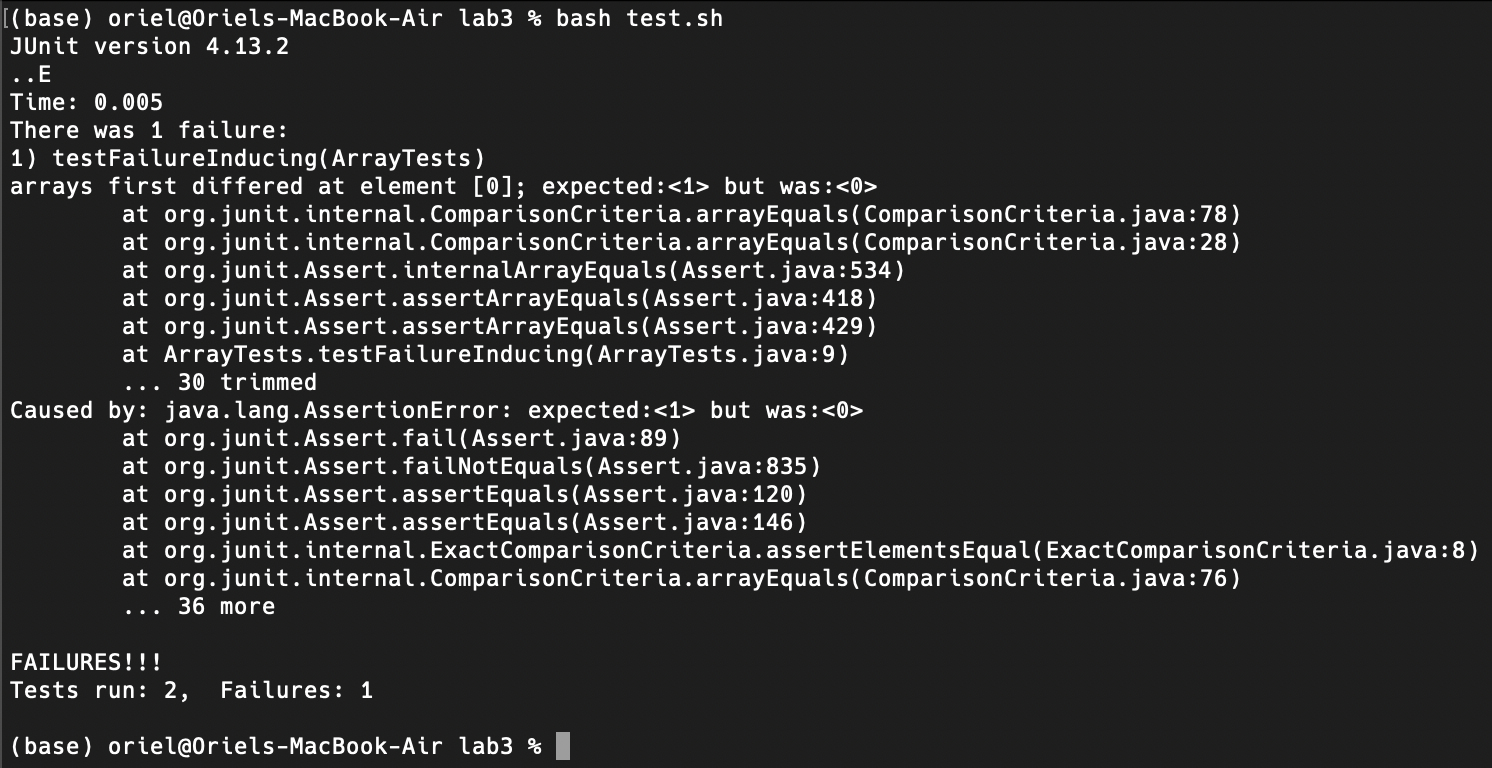 [(base) oriel@Oriels-MacBook-Air lab3 % bash test.sh
JUnit version 4.13.2
..E
Time: 0.005
There was 1 failure:
1) testFailureInducing(ArrayTests)
arrays first differed at element [0]; expected:<1> but was:<0>
        at org.junit.internal.ComparisonCriteria.arrayEquals(ComparisonCriteria.java:78)
        at org.junit.internal.ComparisonCriteria.arrayEquals(ComparisonCriteria.java:28)
        at org.junit.Assert.internalArrayEquals(Assert.java:534)
        at org.junit.Assert.assertArrayEquals(Assert.java:418)
        at org.junit.Assert.assertArrayEquals(Assert.java:429)
        at ArrayTests.testFailureInducing(ArrayTests.java:9)
        ... 30 trimmed
Caused by: java.lang.AssertionError: expected:<1> but was:<0>
        at org.junit.Assert.fail(Assert.java:89)
        at org.junit.Assert.failNotEquals(Assert.java:835)
        at org.junit.Assert.assertEquals(Assert.java:120)
        at org.junit.Assert.assertEquals(Assert.java:146)
        at org.junit.internal.ExactComparisonCriteria.assertElementsEqual(ExactComparisonCriteria.java:8)
        at org.junit.internal.ComparisonCriteria.arrayEquals(ComparisonCriteria.java:76)
        ... 36 more

FAILURES!!!
Tests run: 2,  Failures: 1

(base) oriel@Oriels-MacBook-Air lab3 %